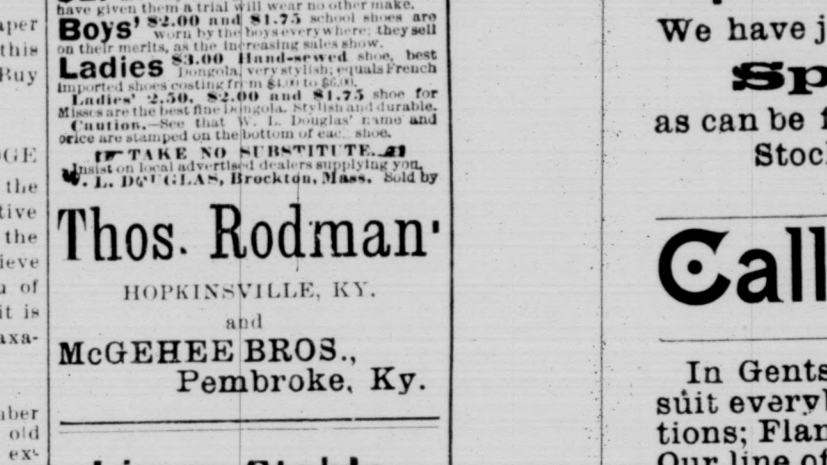 aper
this
Buy
the
tive
the
ieve
of
it is
axa-
nber
old
ex-
have given them a trial will wear no other make.
Boys' $2.00 and $1.75 school shoes are
worn by the boys everywhere; they sell
on their merits, as the increasing sales show.
Ladies $3.00 Hand-sewed shoe, best
Dongola, very stylish; equals French
Imported shoes costing from $4.00 to $6.00.
Ladies' 2.50, $2.00 and $1.75 shoe for
Misses are the best fine Dongola. Stylish and durable.
Caution.—See that W. L. Douglas' name and
price are stamped on the bottom of eac. shoe.
☞ TAKE NO SUBSTITUTE. ☜
Insist on local advertised dealers supplying you.
W. L. DOUGLAS, Brockton, Mass. Sold by
Thos. Rodman'
HOPKINSVILLE, KY.
and
McGEHEE BROS.,
Pembroke, Ky.
We have j
Sp
as can be f
Stoc
Call
In Gents
suit every
tions; Flan
Our line of